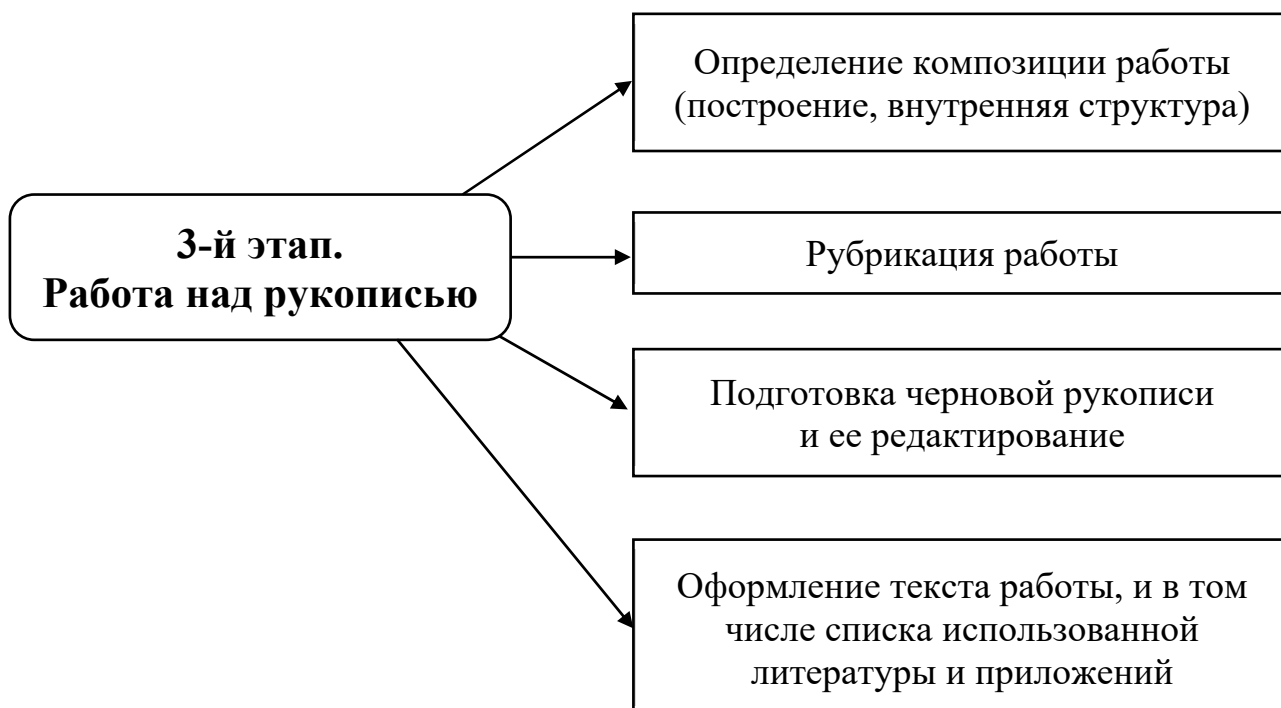 Определение композиции работы
(построение, внутренняя структура)
3-й этап.
Работа над рукописью
Рубрикация работы
Подготовка черновой рукописи
и ее редактирование
Оформление текста работы, и в том
числе списка использованной
литературы и приложений